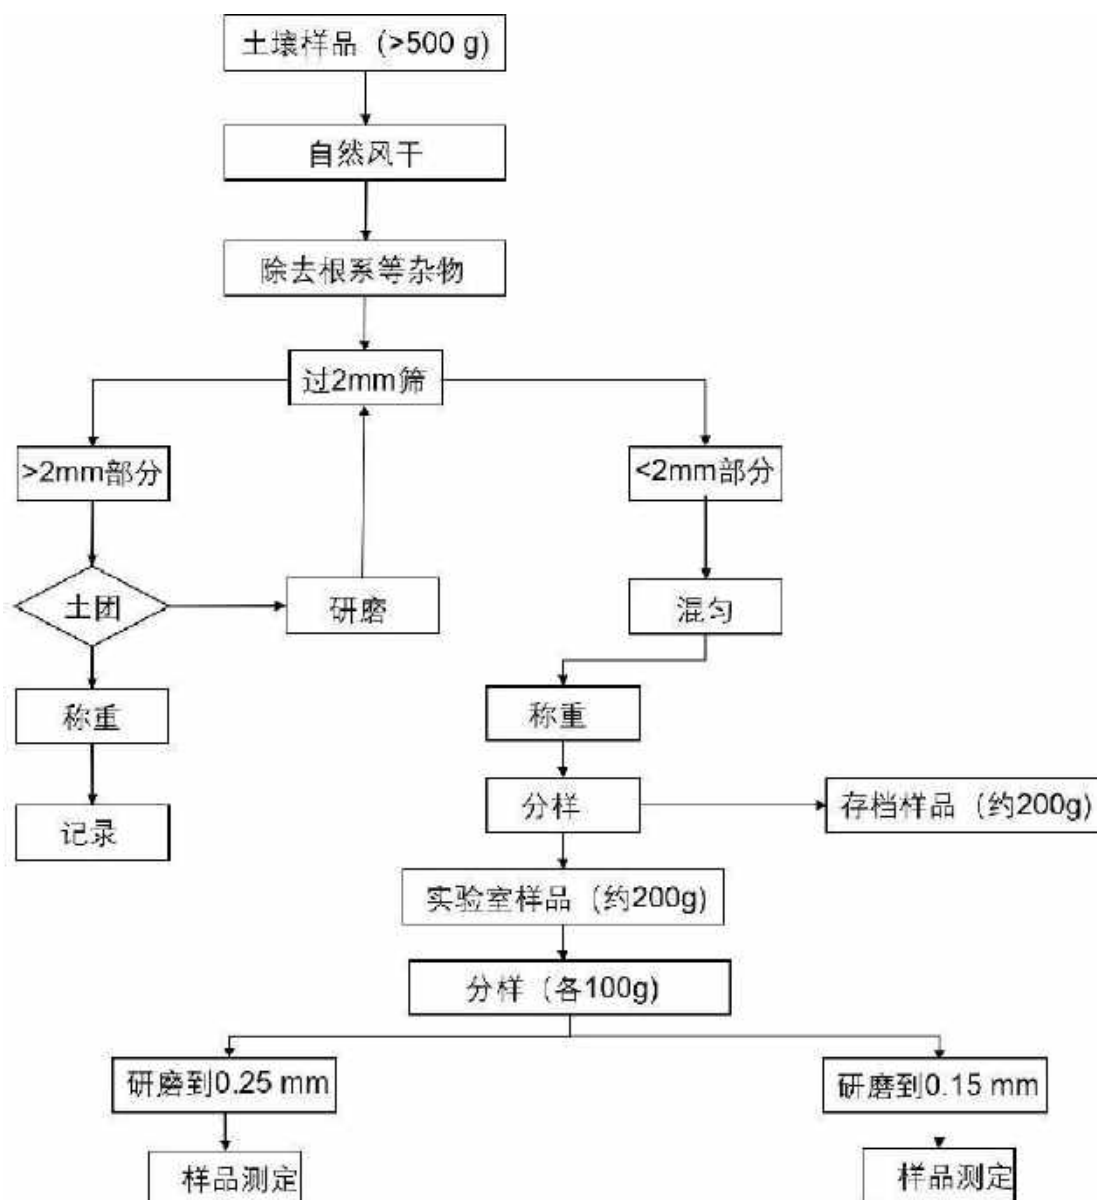 土壤样品（>500 g)
自然风干
除去根系等杂物
过2mm筛
>2mm部分
<2mm部分
土团
研磨
混匀
称重
称重
分样
存档样品（约200g)
记录
实验室样品（约200g)
分样（各100g)
研磨到0.25 mm
研磨到0.15 mm
样品测定
样品测定